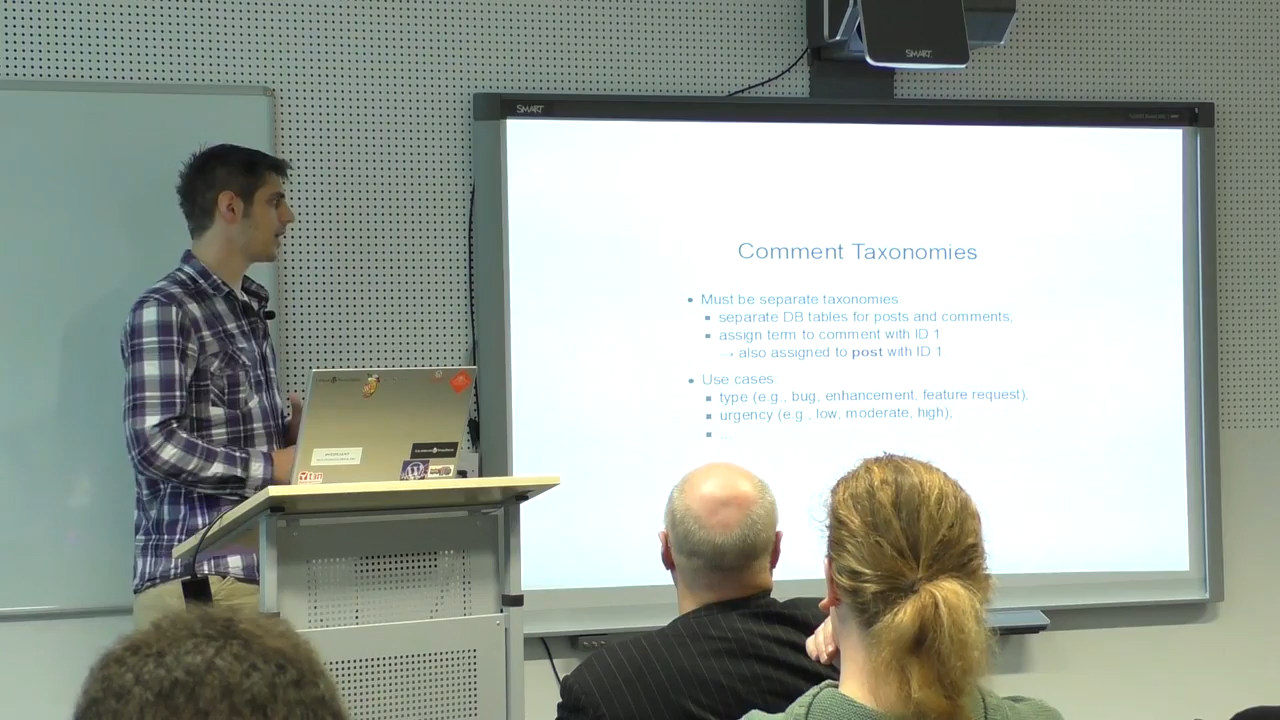 SMART
SMART
Comment Taxonomies
• Must be separate taxonomies
▪ separate DB tables for posts and comments;
▪ assign term to comment with ID 1
→ also assigned to post with ID 1
• Use cases
▪ type (e.g., bug, enhancement, feature request);
▪ urgency (e.g., low, moderate, high);
▪ ...